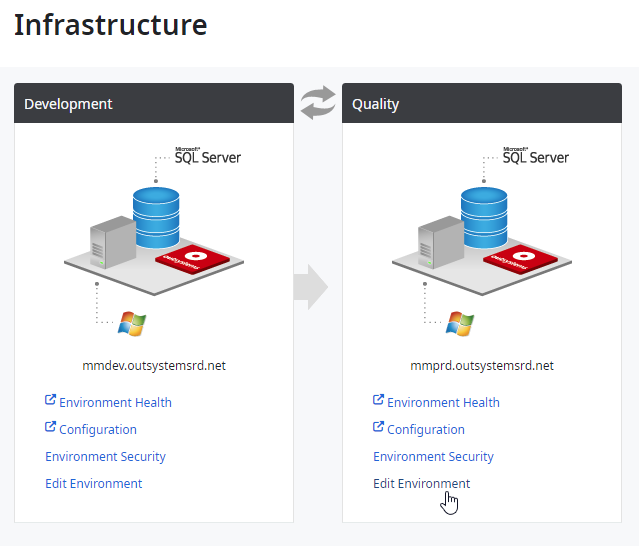 Infrastructure
Development
Microsoft®
SQL Server
outsystems
mmdev.outsystemsrd.net
Environment Health
Configuration
Environment Security
Edit Environment
Quality
Microsoft®
SQL Server
outsystems
mmprd.outsystemsrd.net
Environment Health
Configuration
Environment Security
Edit Environment